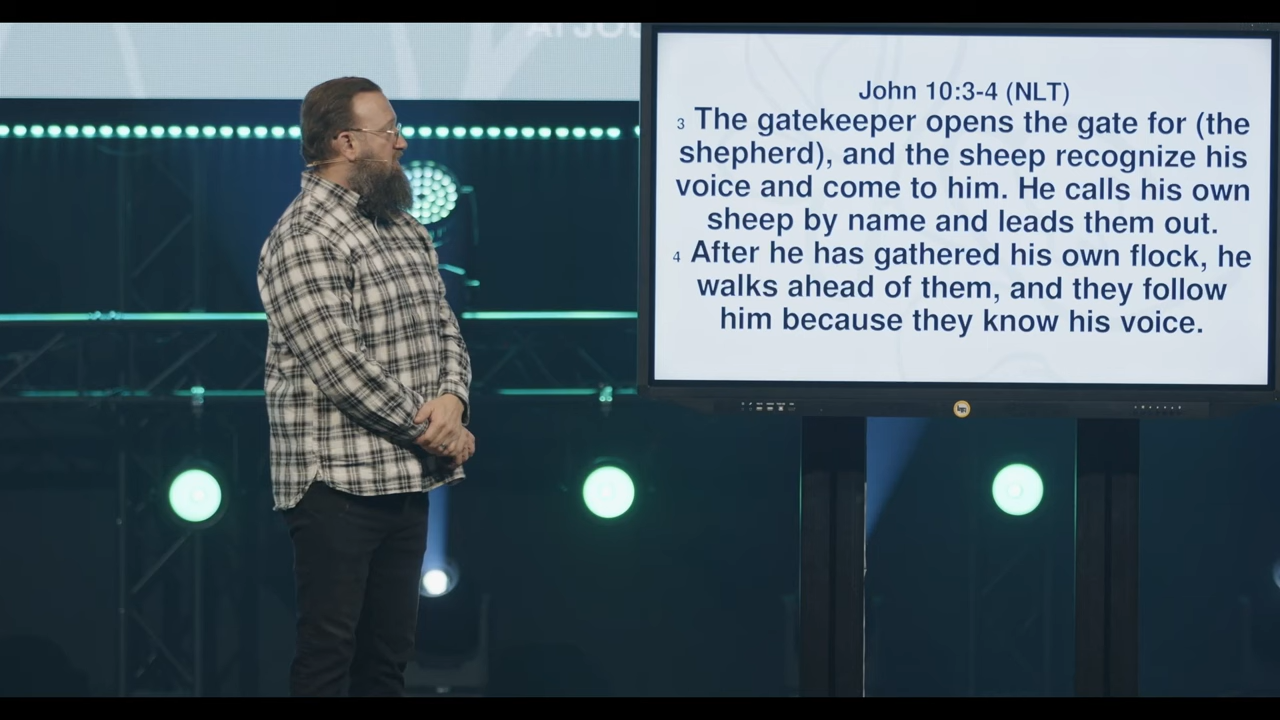 John 10:3-4 (NLT)
3 The gatekeeper opens the gate for (the
shepherd), and the sheep recognize his
voice and come to him. He calls his own
sheep by name and leads them out.
4 After he has gathered his own flock, he
walks ahead of them, and they follow
him because they know his voice.